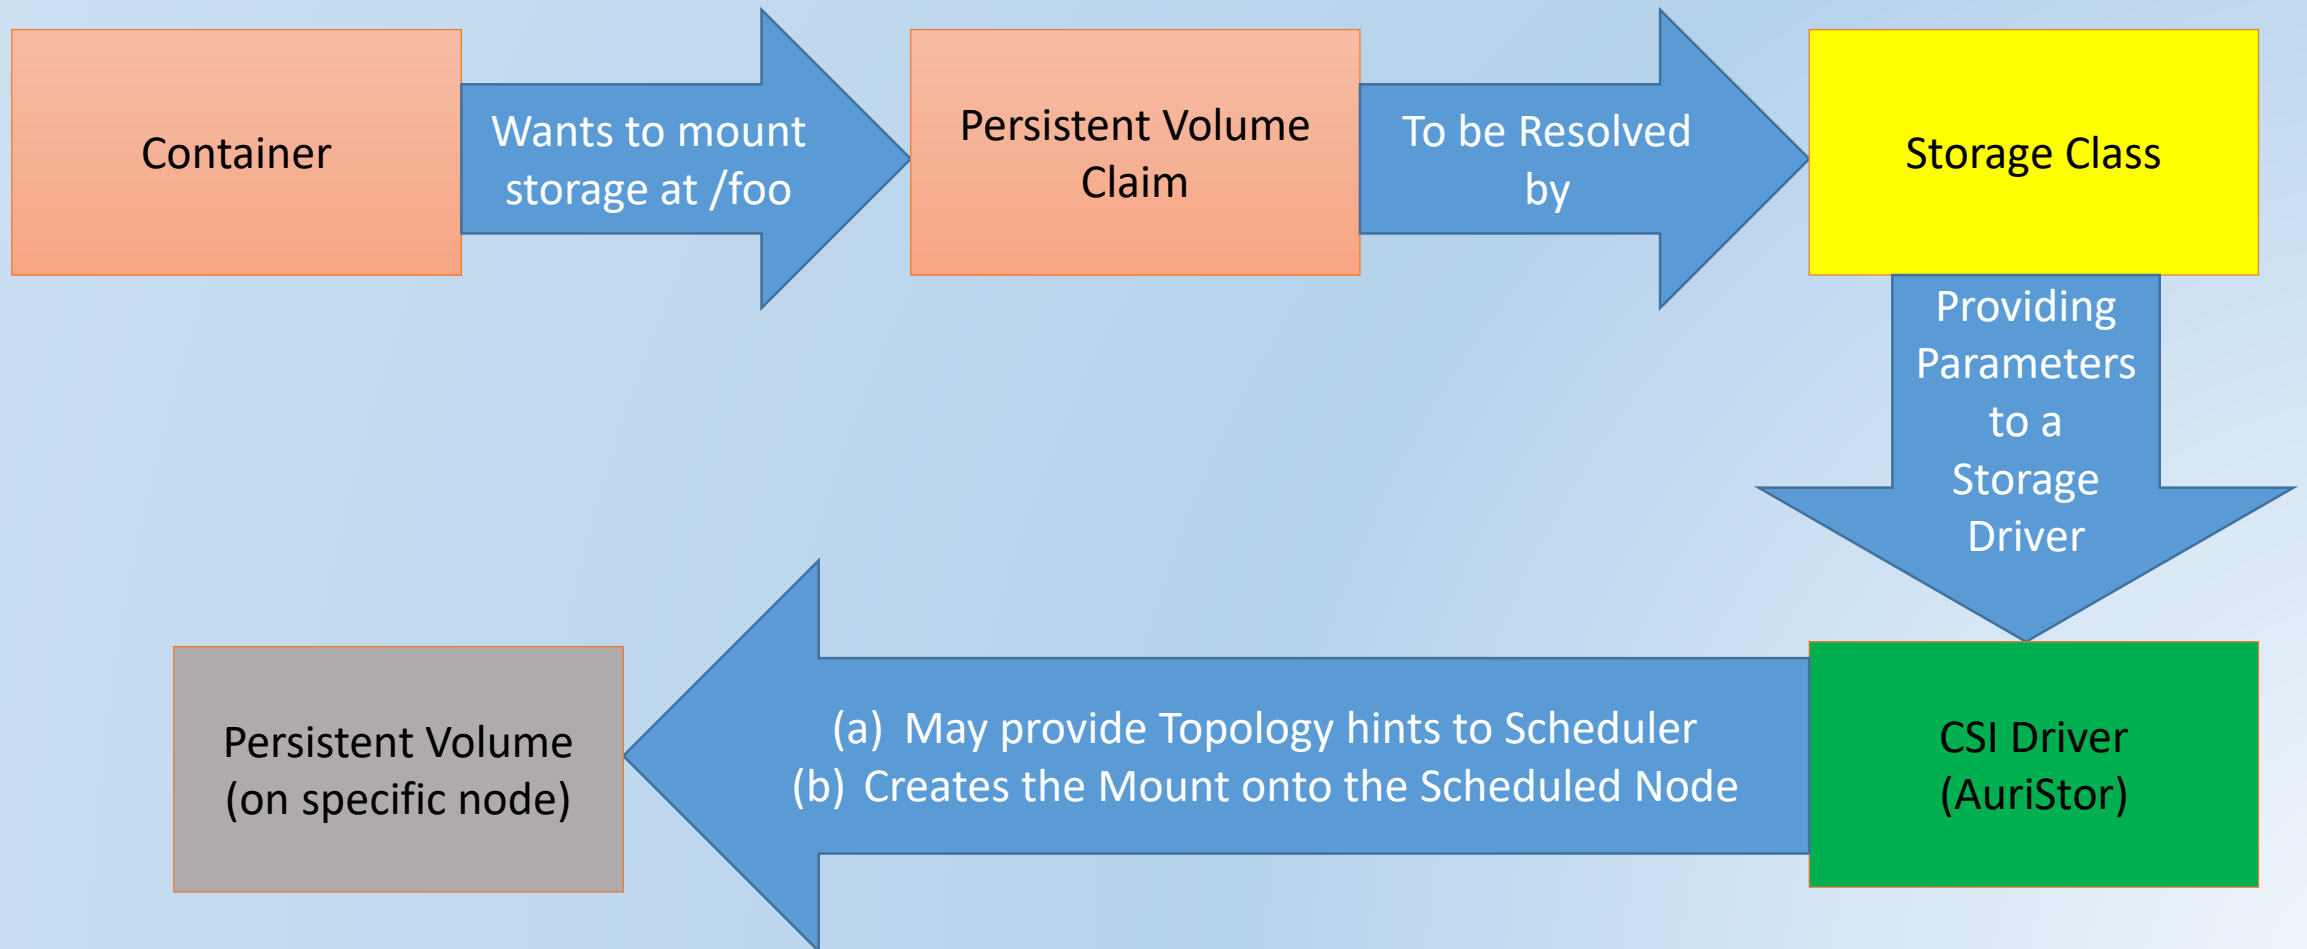 Container
Wants to mount
storage at /foo
Persistent Volume
Claim
To be Resolved
by
Storage Class
Providing
Parameters
to a
Storage
Driver
CSI Driver
(AuriStor)
(a) May provide Topology hints to Scheduler
(b) Creates the Mount onto the Scheduled Node
Persistent Volume
(on specific node)